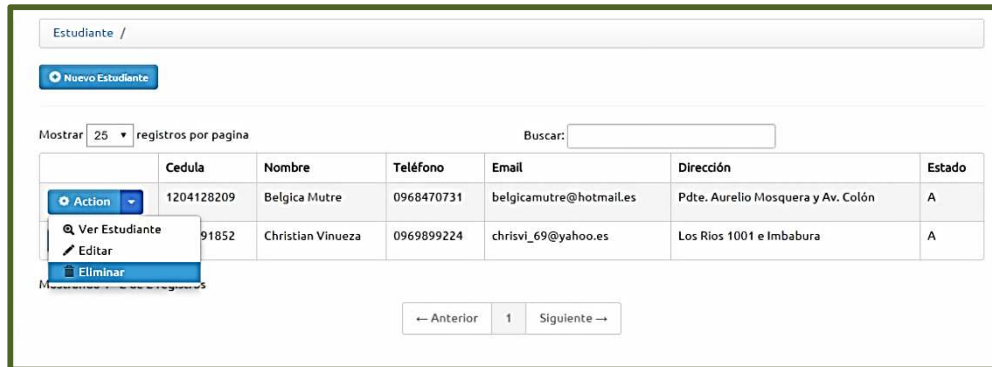 Estudiante /
Nuevo Estudiante
Mostrar 25 registros por pagina Buscar:
Cedula Nombre Teléfono Email Dirección Estado
Action 1204128209 Belgica Mutre 0968470731 belgicamutre@hotmail.es Pdte. Aurelio Mosquera y Av. Colón A
Ver Estudiante 91852 Christian Vinueza 0969899224 chrisvi_69@yahoo.es Los Rios 1001 e Imbabura A
Editar
Eliminar
registros
← Anterior 1 Siguiente →